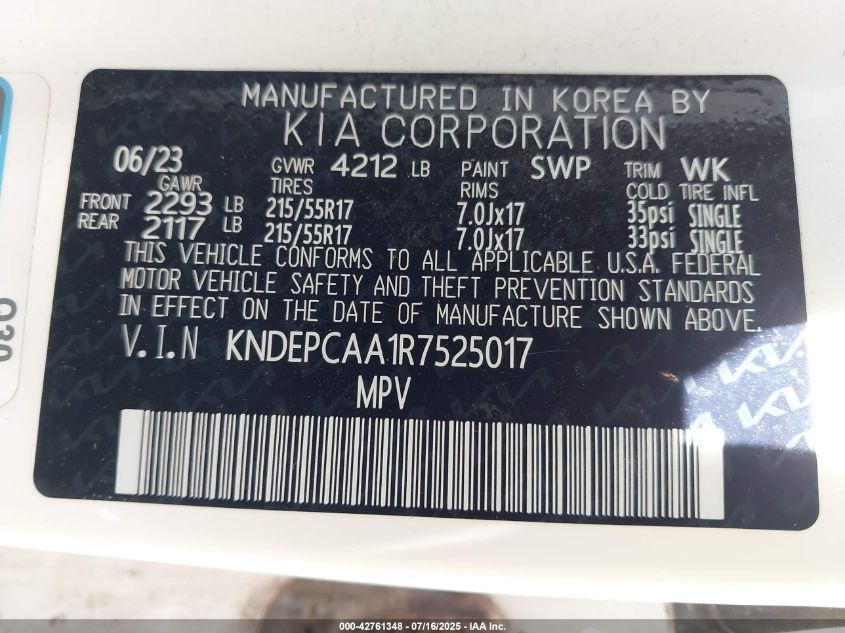 MANUFACTURED IN KOREA BY
KIA CORPORATION
06/23 GVWR 4212 LB PAINT SWP TRIM WK
GAWR TIRES RIMS COLD TIRE INFL
FRONT 2293 LB 215/55R17 7.0Jx17 35psi SINGLE
REAR 2117 LB 215/55R17 7.0Jx17 33psi SINGLE
THIS VEHICLE CONFORMS TO ALL APPLICABLE U.S.A. FEDERAL
MOTOR VEHICLE SAFETY AND THEFT PREVENTION STANDARDS
IN EFFECT ON THE DATE OF MANUFACTURE SHOWN ABOVE.
V.I.N KNDEPCAA1R7525017
MPV
000-42761348 - 07/16/2025 - IAA Inc.